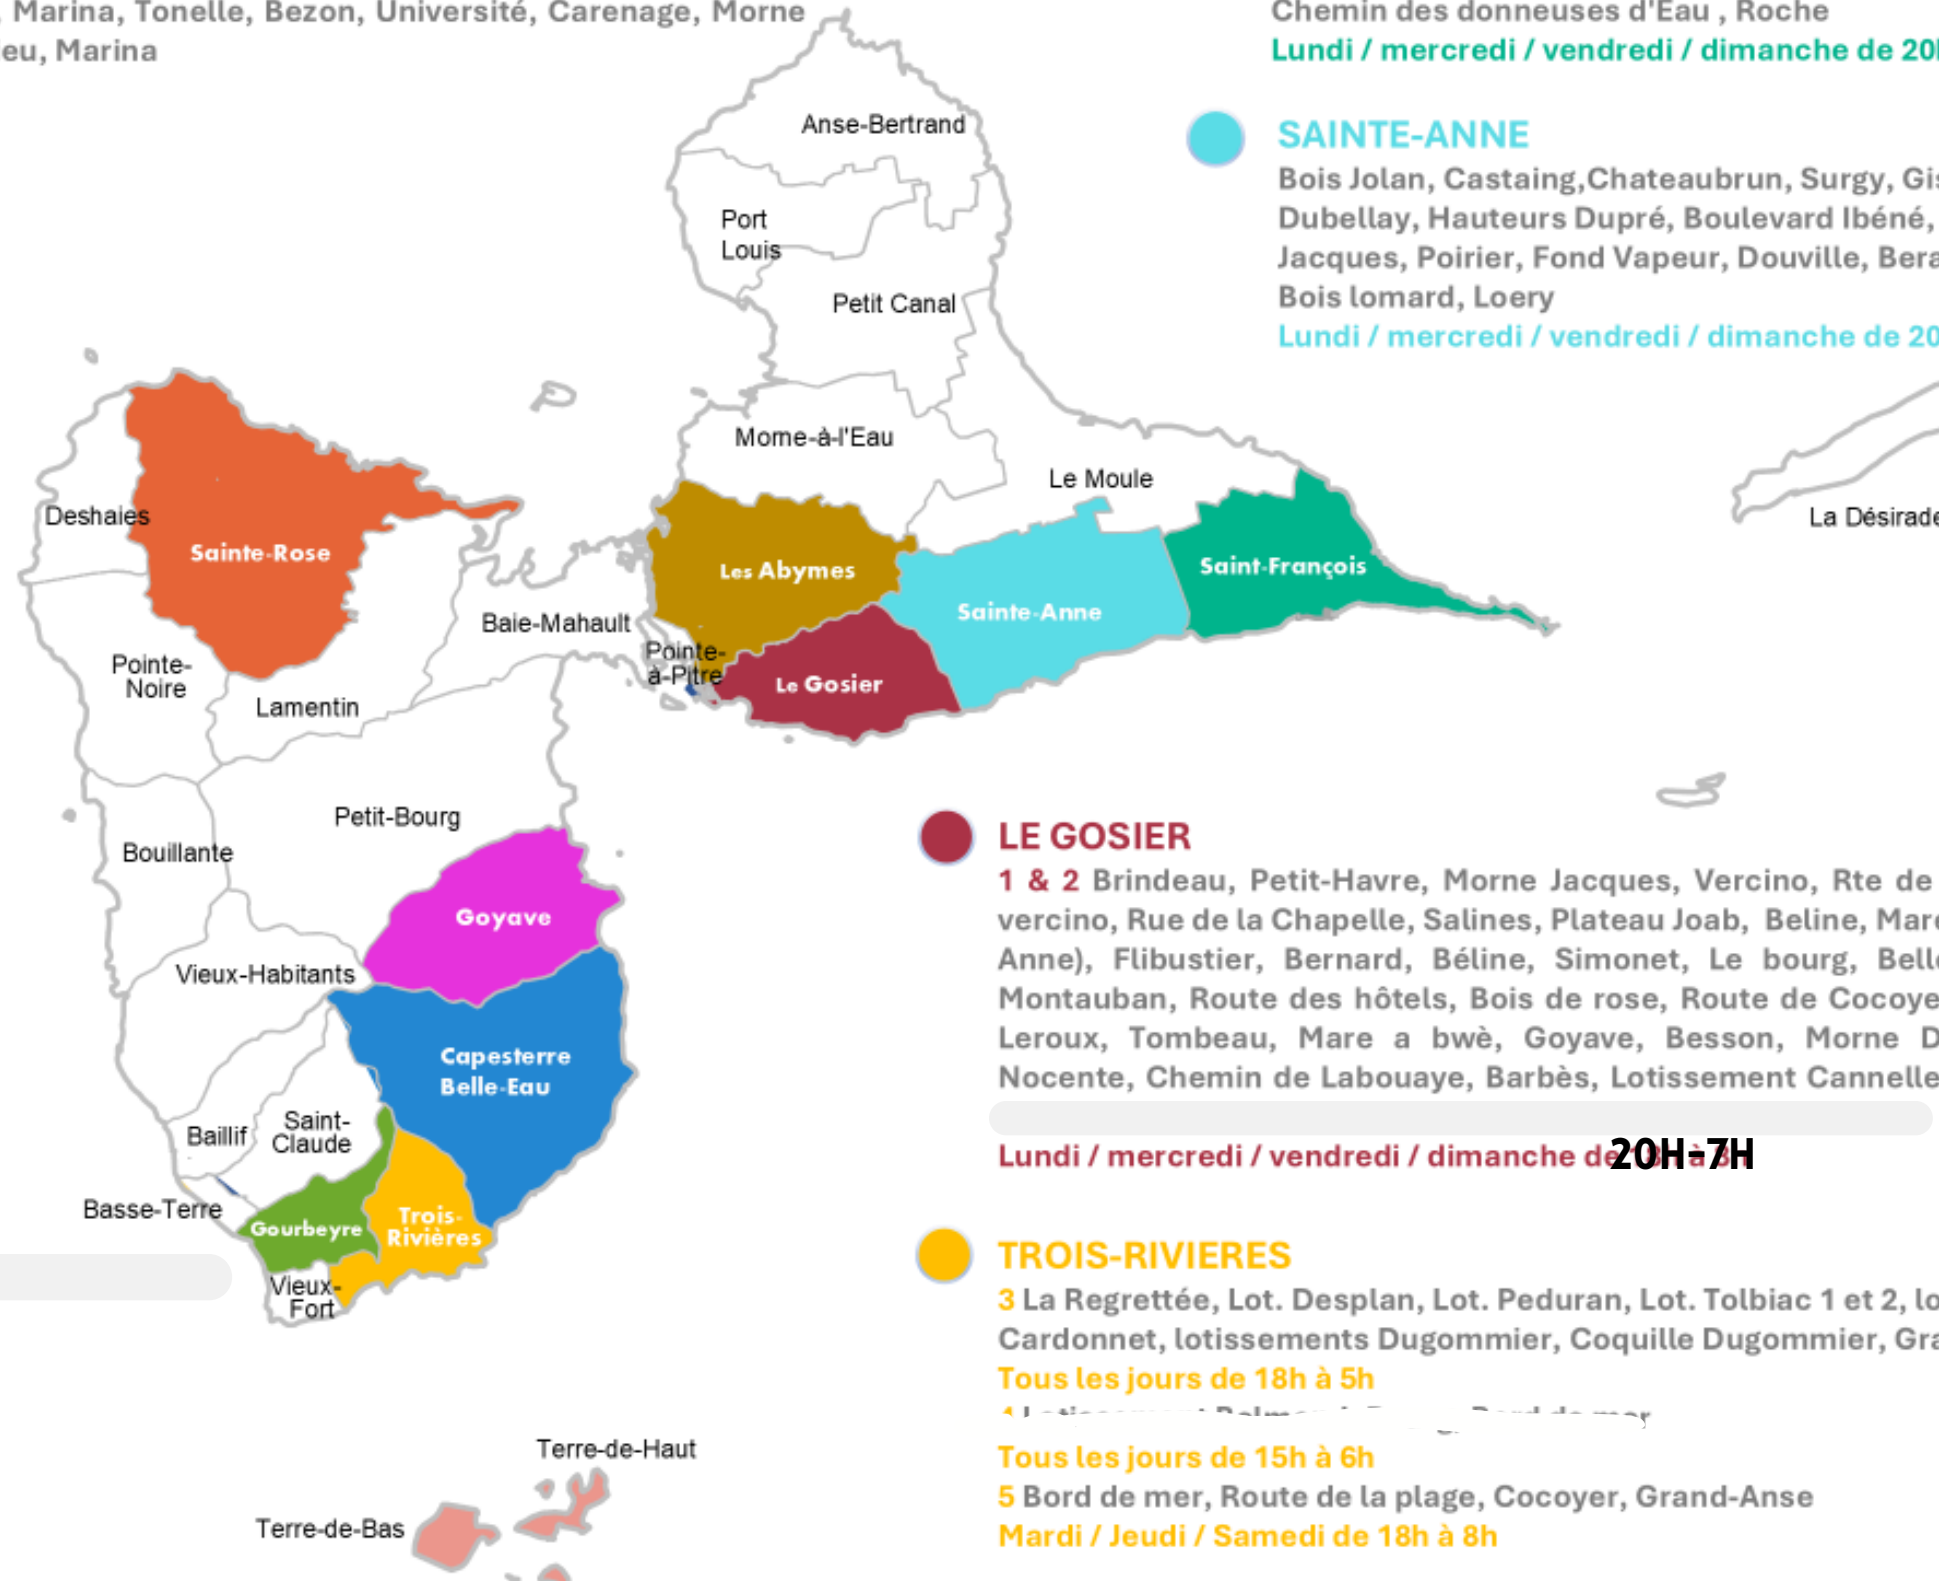 , Marina, Tonelle, Bezon, Université, Carenage, Morne
eu, Marina
Chemin des donneuses d'Eau , Roche
Lundi / mercredi / vendredi / dimanche de 20
SAINTE-ANNE
Bois Jolan, Castaing,Chateaubrun, Surgy, Gis
Dubellay, Hauteurs Dupré, Boulevard Ibéné,
Jacques, Poirier, Fond Vapeur, Douville, Bera
Bois lomard, Loery
Lundi / mercredi / vendredi / dimanche de 20
Anse-Bertrand
Port
Louis
Petit Canal
Morne-à-l'Eau
Le Moule
La Désirade
Deshaies
Sainte-Rose
Les Abymes
Saint-François
Sainte-Anne
Baie-Mahault
Pointe-
à-Pitre
Le Gosier
Pointe-
Noire
Lamentin
Petit-Bourg
Bouillante
Goyave
Vieux-Habitants
Capesterre
Belle-Eau
Saint-
Claude
Baillif
Basse-Terre
Gourbeyre
Trois-
Rivières
Vieux-
Fort
Terre-de-Haut
Terre-de-Bas
LE GOSIER
1 & 2 Brindeau, Petit-Havre, Morne Jacques, Vercino, Rte de
vercino, Rue de la Chapelle, Salines, Plateau Joab, Beline, Mare
Anne), Flibustier, Bernard, Béline, Simonet, Le bourg, Belle
Montauban, Route des hôtels, Bois de rose, Route de Cocoye
Leroux, Tombeau, Mare a bwè, Goyave, Besson, Morne D
Nocente, Chemin de Labouaye, Barbès, Lotissement Cannelle
Lundi / mercredi / vendredi / dimanche de 20H-7H
TROIS-RIVIERES
3 La Regrettée, Lot. Desplan, Lot. Peduran, Lot. Tolbiac 1 et 2, lo
Cardonnet, lotissements Dugommier, Coquille Dugommier, Gra
Tous les jours de 18h à 5h
Tous les jours de 15h à 6h
5 Bord de mer, Route de la plage, Cocoyer, Grand-Anse
Mardi / Jeudi / Samedi de 18h à 8h